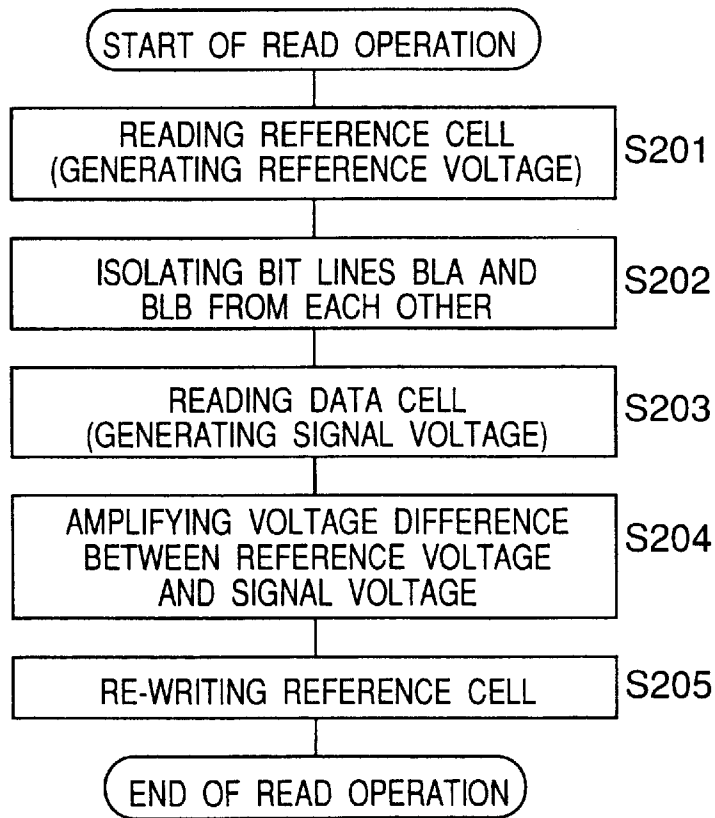 START OF READ OPERATION
READING REFERENCE CELL
(GENERATING REFERENCE VOLTAGE)
S201
ISOLATING BIT LINES BLA AND
BLB FROM EACH OTHER
S202
READING DATA CELL
(GENERATING SIGNAL VOLTAGE)
S203
AMPLIFYING VOLTAGE DIFFERENCE
BETWEEN REFERENCE VOLTAGE
AND SIGNAL VOLTAGE
S204
RE-WRITING REFERENCE CELL
S205
END OF READ OPERATION